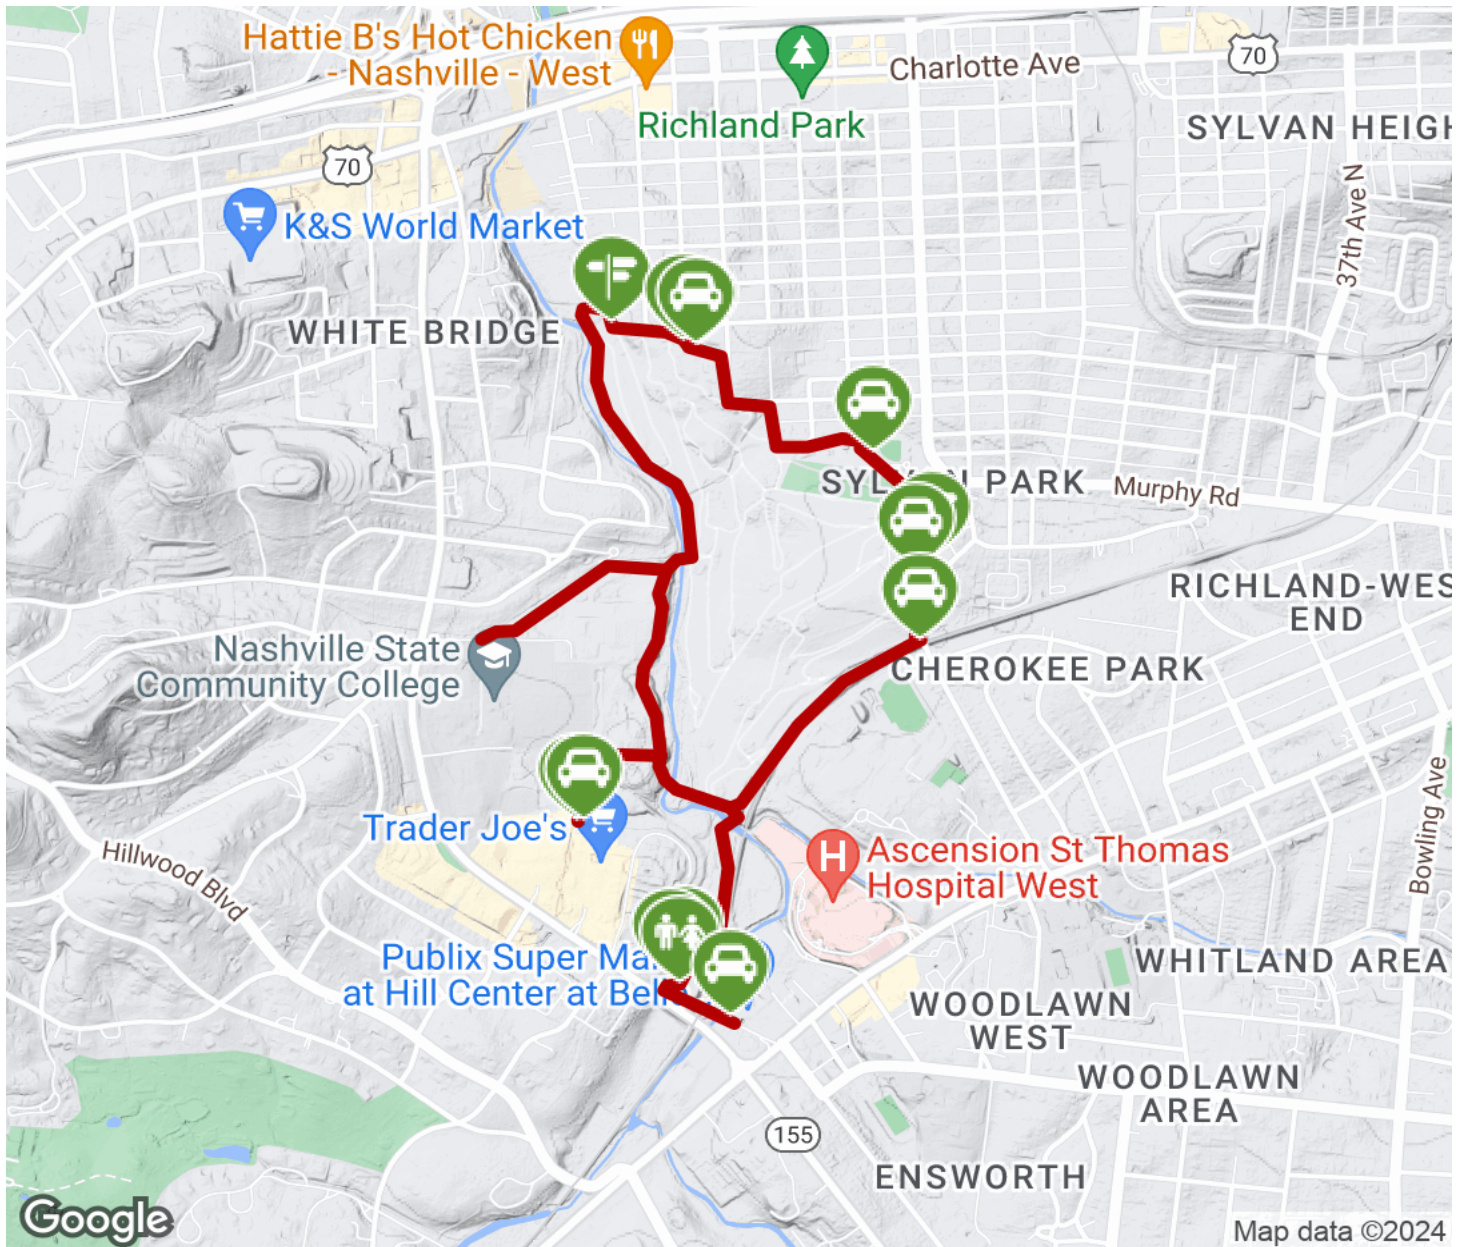 Hattie B's Hot Chicken
- Nashville - West
Charlotte Ave
70
Richland Park
SYLVAN HEIGH
70
K&S World Market
37th Ave N
WHITE BRIDGE
PARK
Murphy Rd
RICHLAND-WES
END
Nashville State
Community College
CHEROKEE PARK
Trader Joe's
Hillwood Blvd
Ascension St Thomas
Hospital West
Bowling Ave
Publix Super Ma
at Hill Center at Bel
WHITLAND AREA
WOODLAWN
WEST
WOODLAWN
AREA
155
ENSWORTH
Google
Map data ©2024